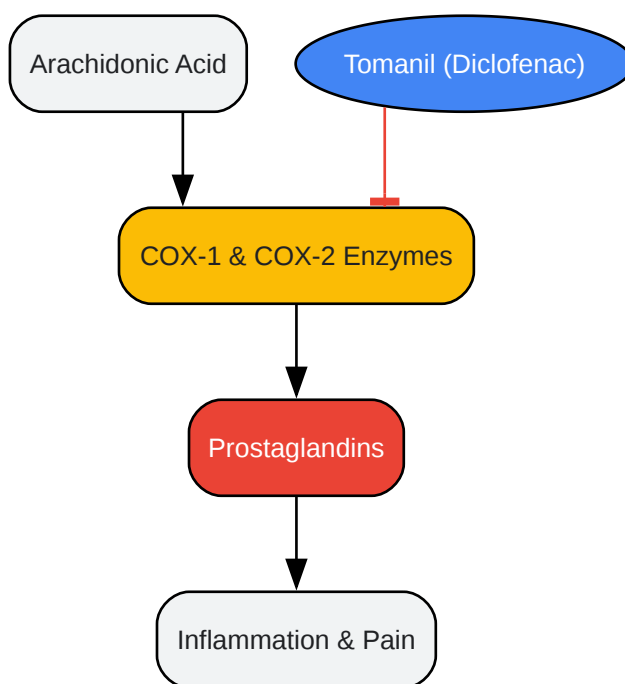 Arachidonic Acid
Tomanil (Diclofenac)
COX-1 & COX-2 Enzymes
Prostaglandins
Inflammation & Pain